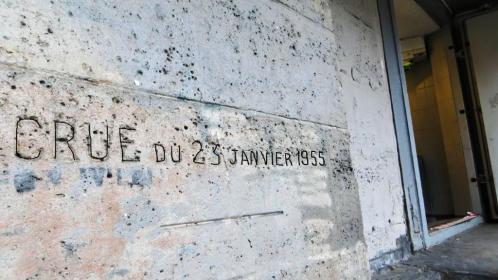 CRUE DU 23 JANVIER 1955